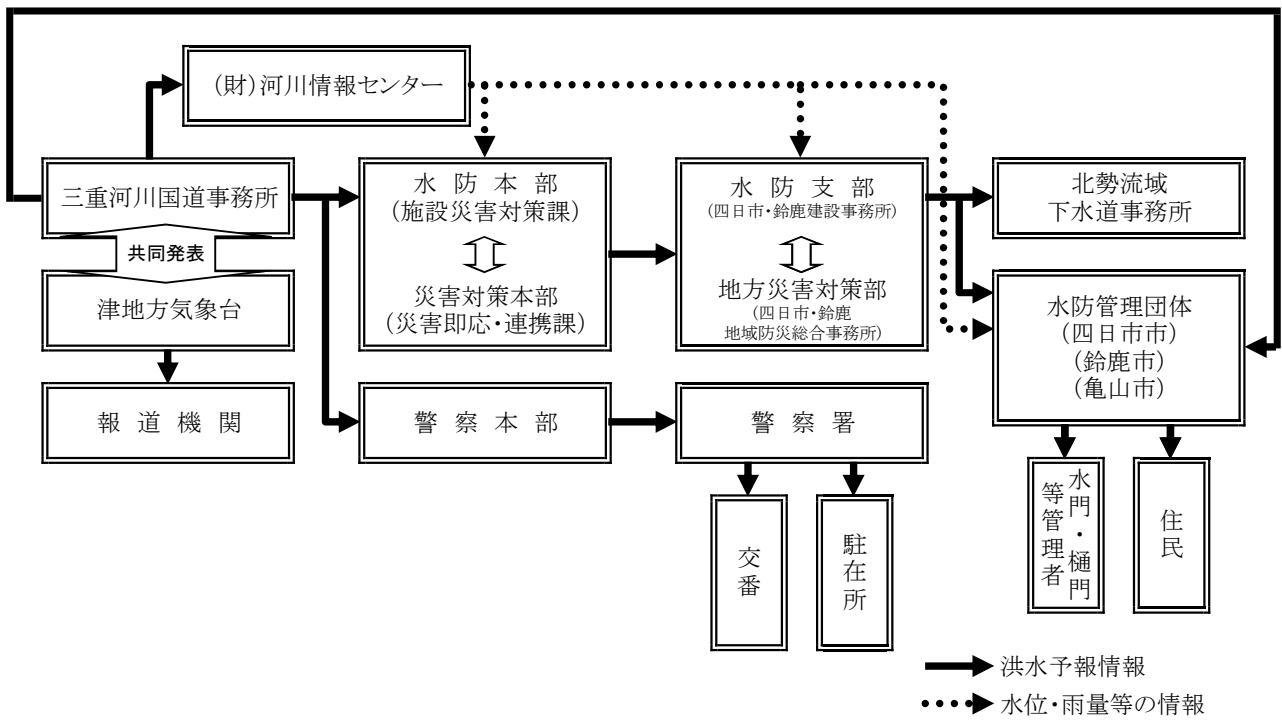 (財)河川情報センター
三重河川国道事務所
共同発表
津地方気象台
報道機関
水防本部
(施設災害対策課)
災害対策本部
(災害即応・連携課)
警察本部
水防支部
(四日市・鈴鹿建設事務所)
地方災害対策部
(四日市・鈴鹿
地域防災総合事務所)
警察署
交番
駐在所
北勢流域
下水道事務所
水防管理団体
(四日市市)
(鈴鹿市)
(亀山市)
水門・樋門
等管理者
住民
洪水予報情報
水位・雨量等の情報